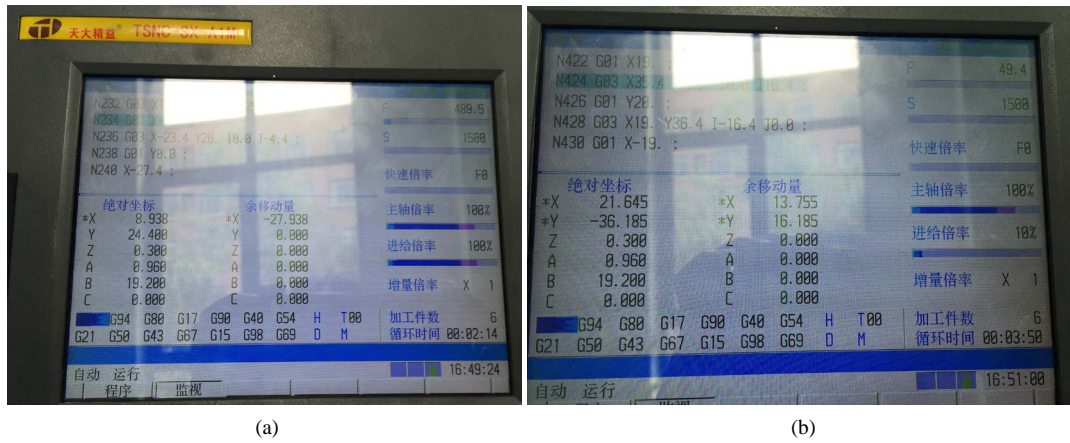 天大精益 TSNC-SX-A1M
N232 G03
F 489.5
N234 G01
N236 G03 X-23.4 Y20. I0.0 J-4.4 ;
S 1500
N238 G01 Y0.0 ;
N240 X-27.4 ;
快速倍率 F0
绝对坐标 余移动量
主轴倍率 100%
*X 8.938 *X -27.938
Y 24.400 Y 0.000
进给倍率 100%
Z 0.300 Z 0.000
A 0.960 A 0.000
B 19.200 B 0.000
增量倍率 X 1
C 0.000 C 0.000
G94 G80 G17 G90 G40 G54 H T00
加工件数 6
G21 G50 G43 G67 G15 G98 G69 D M
循环时间 00:02:14
自动 运行 16:49:24
程序 监视
(a)
N422 G01 X19. ;
F 49.4
N424 G03 X35.4
N426 G01 Y20. ;
S 1500
N428 G03 X19. Y36.4 I-16.4 J0.0 ;
N430 G01 X-19. ;
快速倍率 F0
绝对坐标 余移动量
主轴倍率 100%
*X 21.645 *X 13.755
*Y -36.185 *Y 16.185
进给倍率 10%
Z 0.300 Z 0.000
A 0.960 A 0.000
B 19.200 B 0.000
增量倍率 X 1
C 0.000 C 0.000
G94 G80 G17 G90 G40 G54 H T00
加工件数 6
G21 G50 G43 G67 G15 G98 G69 D M
循环时间 00:03:50
自动 运行 16:51:00
(b)